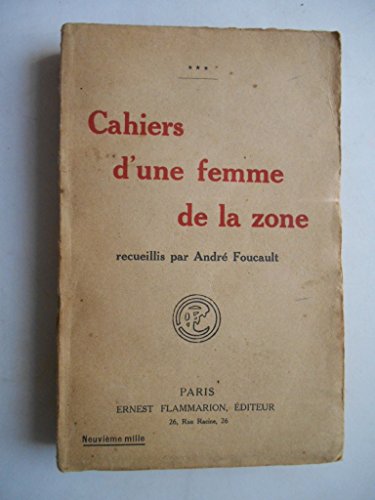 ***
Cahiers
d'une femme
de la zone
recueillis par André Foucault
PARIS
ERNEST FLAMMARION, ÉDITEUR
26, Rue Racine, 26
Neuvième mille